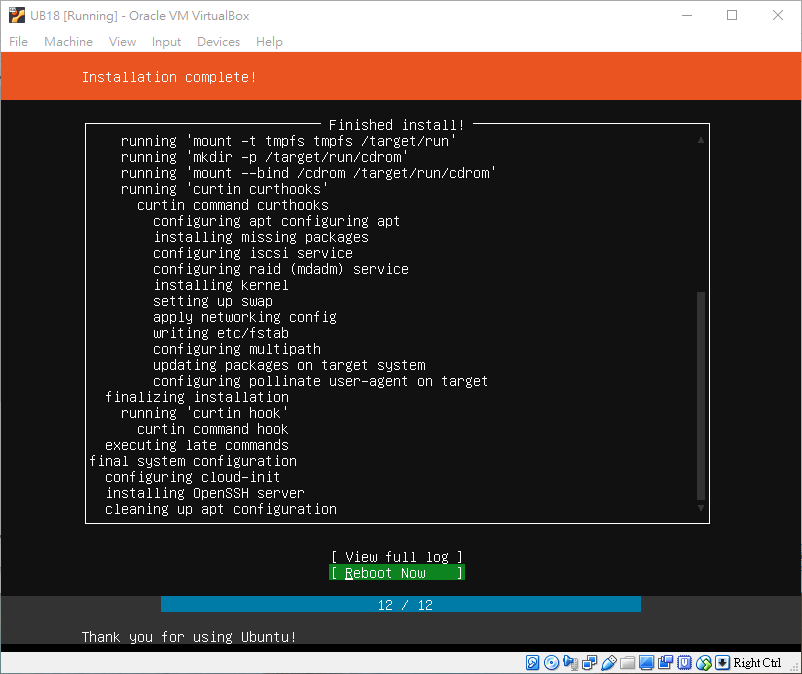 UB18 [Running] - Oracle VM VirtualBox
File Machine View Input Devices Help
Installation complete!
Finished install!
running 'mount -t tmpfs tmpfs /target/run'
running 'mkdir -p /target/run/cdrom'
running 'mount --bind /cdrom /target/run/cdrom'
running 'curtin curthooks'
curtin command curthooks
configuring apt configuring apt
installing missing packages
configuring iscsi service
configuring raid (mdadm) service
installing kernel
setting up swap
apply networking config
writing etc/fstab
configuring multipath
updating packages on target system
configuring pollinate user-agent on target
finalizing installation
running 'curtin hook'
curtin command hook
executing late commands
final system configuration
configuring cloud-init
installing OpenSSH server
cleaning up apt configuration
[ View full log ]
[ Reboot Now ]
12 / 12
Thank you for using Ubuntu!
Right Ctrl